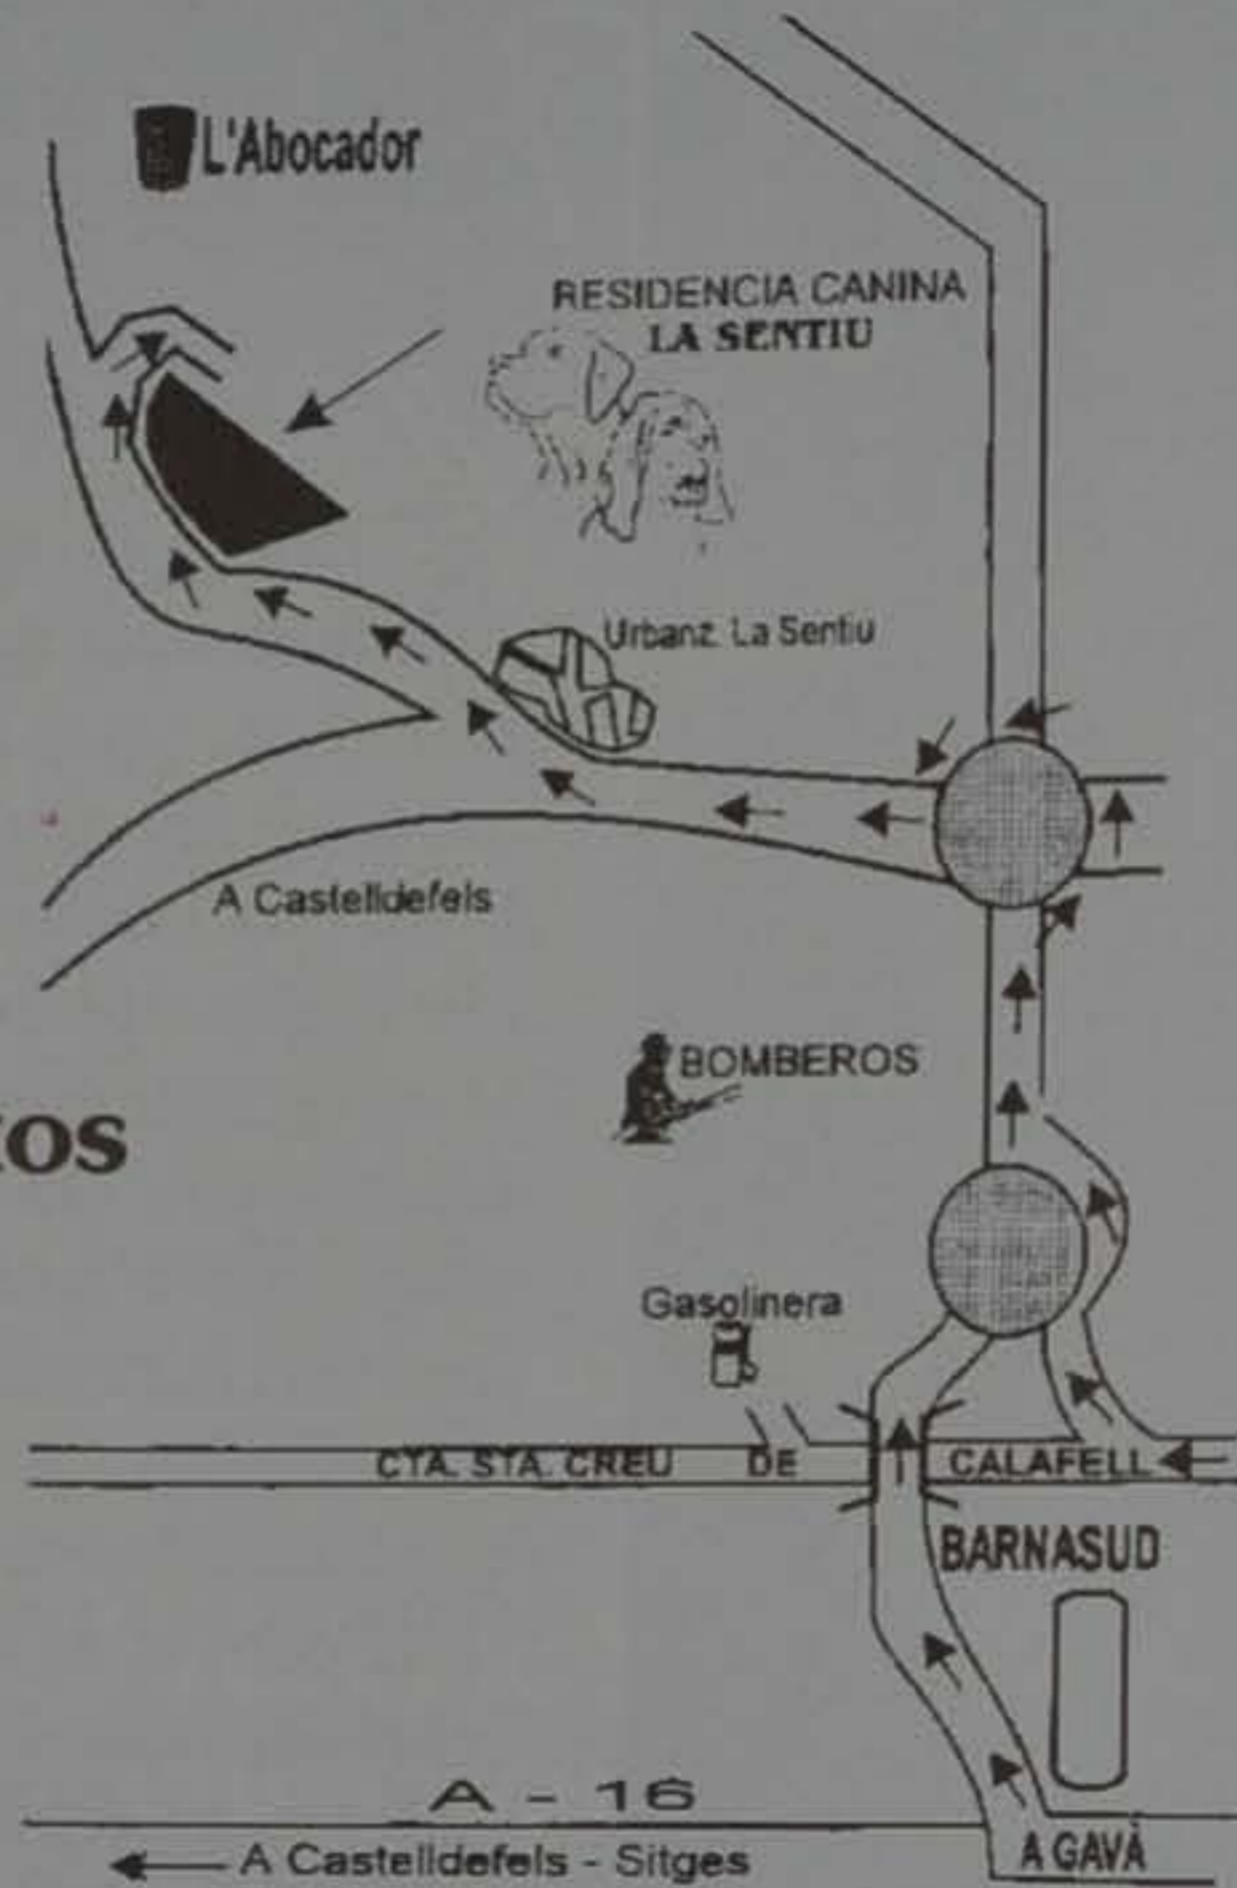 L'Abocador
RESIDENCIA CANINA
LA SENTIU
Urbanz. La Sentiu
A Castelldefels
BOMBEROS
Gasolinera
CTA. STA. CREU DE CALAFELL
BARNASUD
A - 16
A GAVÀ
A Castelldefels - Sitges